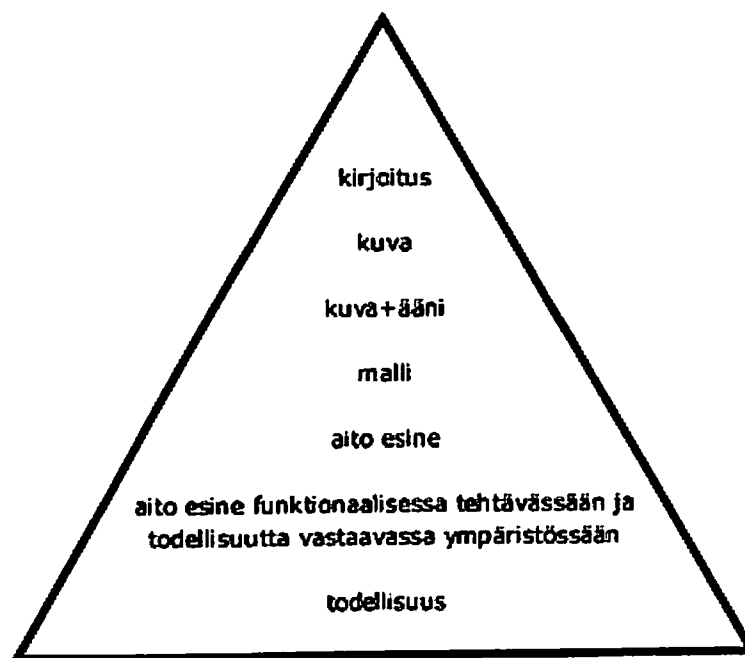 kirjoitus
kuva
kuva+ääni
malli
aito esine
aito esine funktionaalisessa tehtävässään ja
todellisuutta vastaavassa ympäristössään
todellisuus